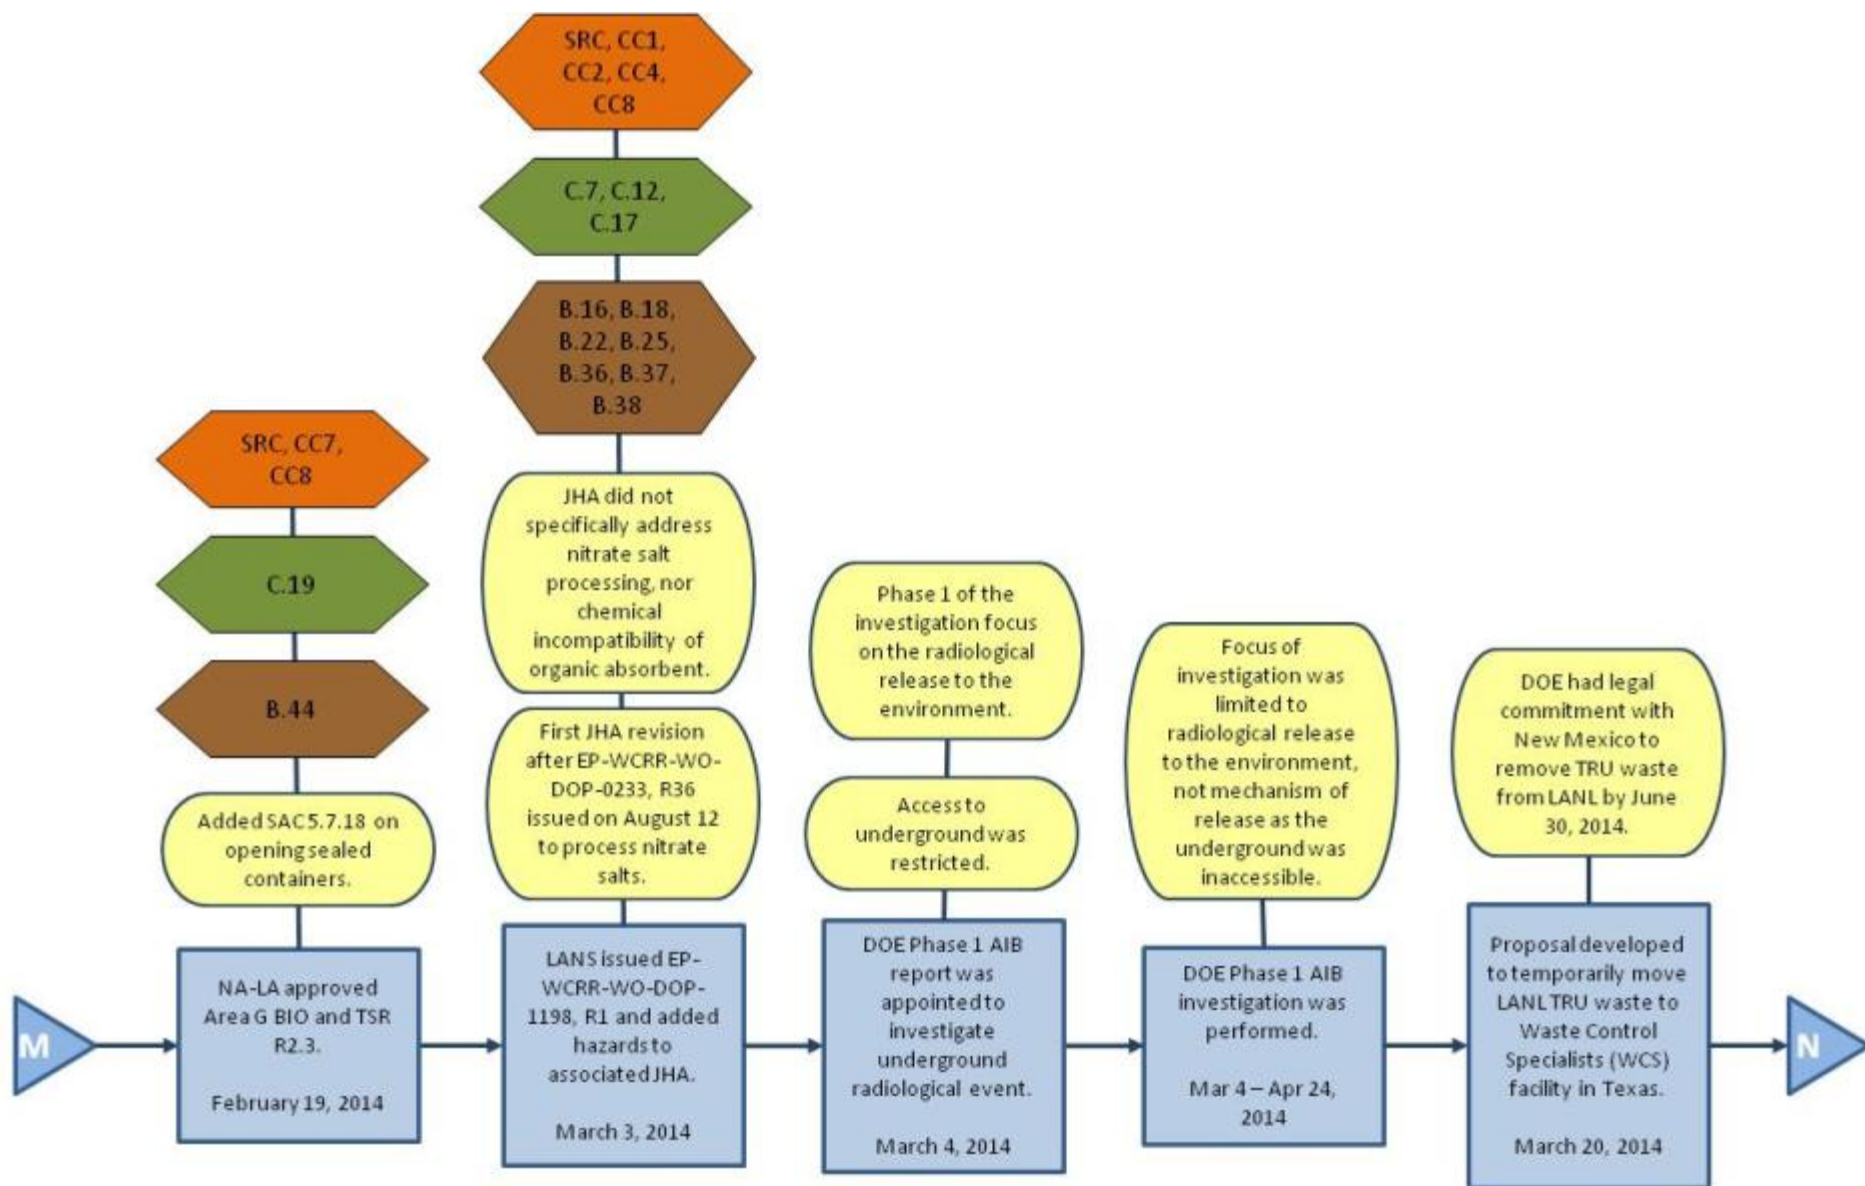 SRC, CC1,
CC2, CC4,
CC8
C.7, C.12,
C.17
B.16, B.18,
B.22, B.25,
B.36, B.37,
B.38
SRC, CC7,
CC8
C.19
B.44
Added SAC 5.7.18 on
opening sealed
containers.
JHA did not
specifically address
nitrate salt
processing, nor
chemical
incompatibility of
organic absorbent.
First JHA revision
after EP-WCRR-WO-
DOP-0233, R36
issued on August 12
to process nitrate
salts.
Phase 1 of the
investigation focus
on the radiological
release to the
environment.
Access to
underground was
restricted.
Focus of
investigation was
limited to
radiological release
to the environment,
not mechanism of
release as the
underground was
inaccessible.
DOE had legal
commitment with
New Mexico to
remove TRU waste
from LANL by June
30, 2014.
M
NA-LA approved
Area G BIO and TSR
R2.3.
February 19, 2014
LANS issued EP-
WCRR-WO-DOP-
1198, R1 and added
hazards to
associated JHA.
March 3, 2014
DOE Phase 1 AIB
report was
appointed to
investigate
underground
radiological event.
March 4, 2014
DOE Phase 1 AIB
investigation was
performed.
Mar 4 – Apr 24,
2014
Proposal developed
to temporarily move
LANL TRU waste to
Waste Control
Specialists (WCS)
facility in Texas.
March 20, 2014
N